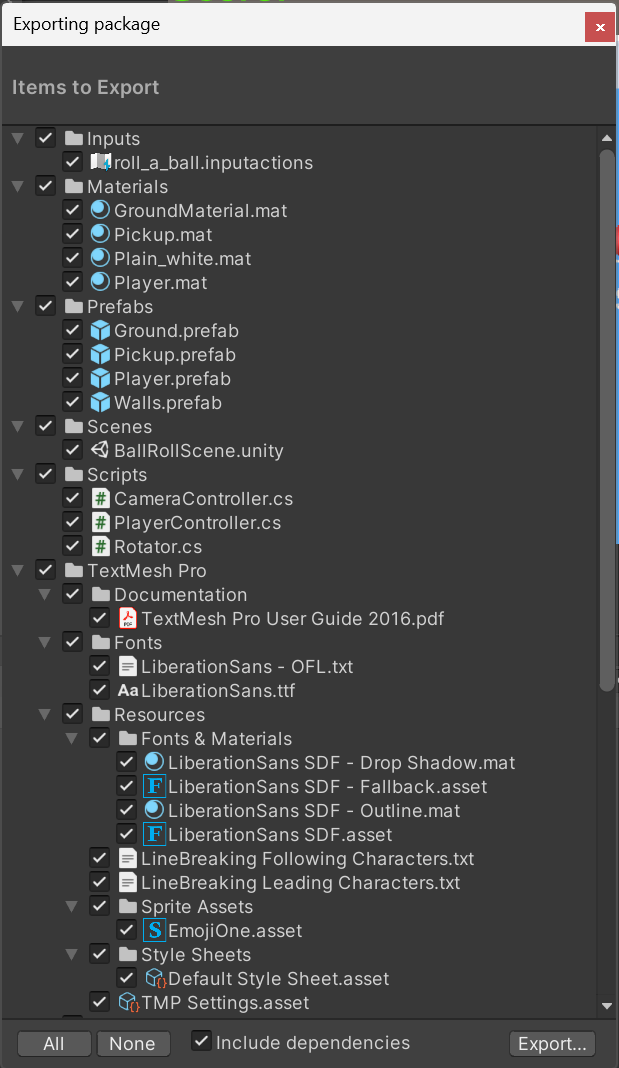 Exporting package
Items to Export
Inputs
roll_a_ball.inputactions
Materials
GroundMaterial.mat
Pickup.mat
Plain_white.mat
Player.mat
Prefabs
Ground.prefab
Pickup.prefab
Player.prefab
Walls.prefab
Scenes
BallRollScene.unity
Scripts
CameraController.cs
PlayerController.cs
Rotator.cs
TextMesh Pro
Documentation
TextMesh Pro User Guide 2016.pdf
Fonts
LiberationSans - OFL.txt
Aa LiberationSans.ttf
Resources
Fonts & Materials
LiberationSans SDF - Drop Shadow.mat
F LiberationSans SDF - Fallback.asset
LiberationSans SDF - Outline.mat
F LiberationSans SDF.asset
LineBreaking Following Characters.txt
LineBreaking Leading Characters.txt
Sprite Assets
S EmojiOne.asset
Style Sheets
Default Style Sheet.asset
TMP Settings.asset
All None Include dependencies Export...